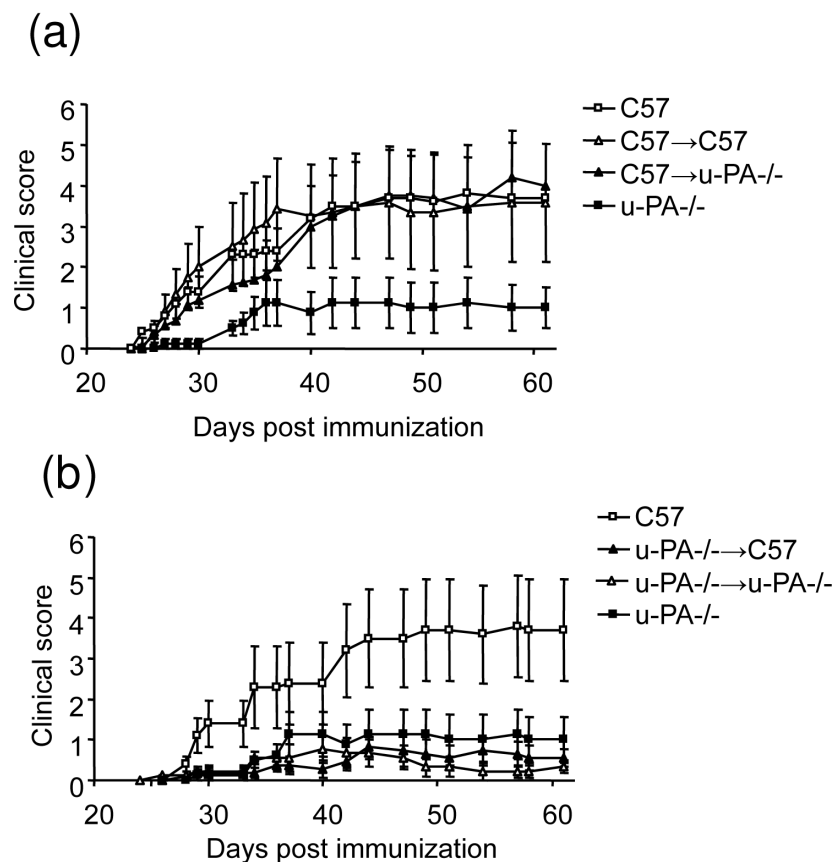 (a)
6
5
4
3
2
1
0
Clinical score
20 30 40 50 60
Days post immunization
C57
C57→C57
C57→u-PA-/-
u-PA-/-
(b)
6
5
4
3
2
1
0
Clinical score
20 30 40 50 60
Days post immunization
C57
u-PA-/-→C57
u-PA-/-→u-PA-/-
u-PA-/-